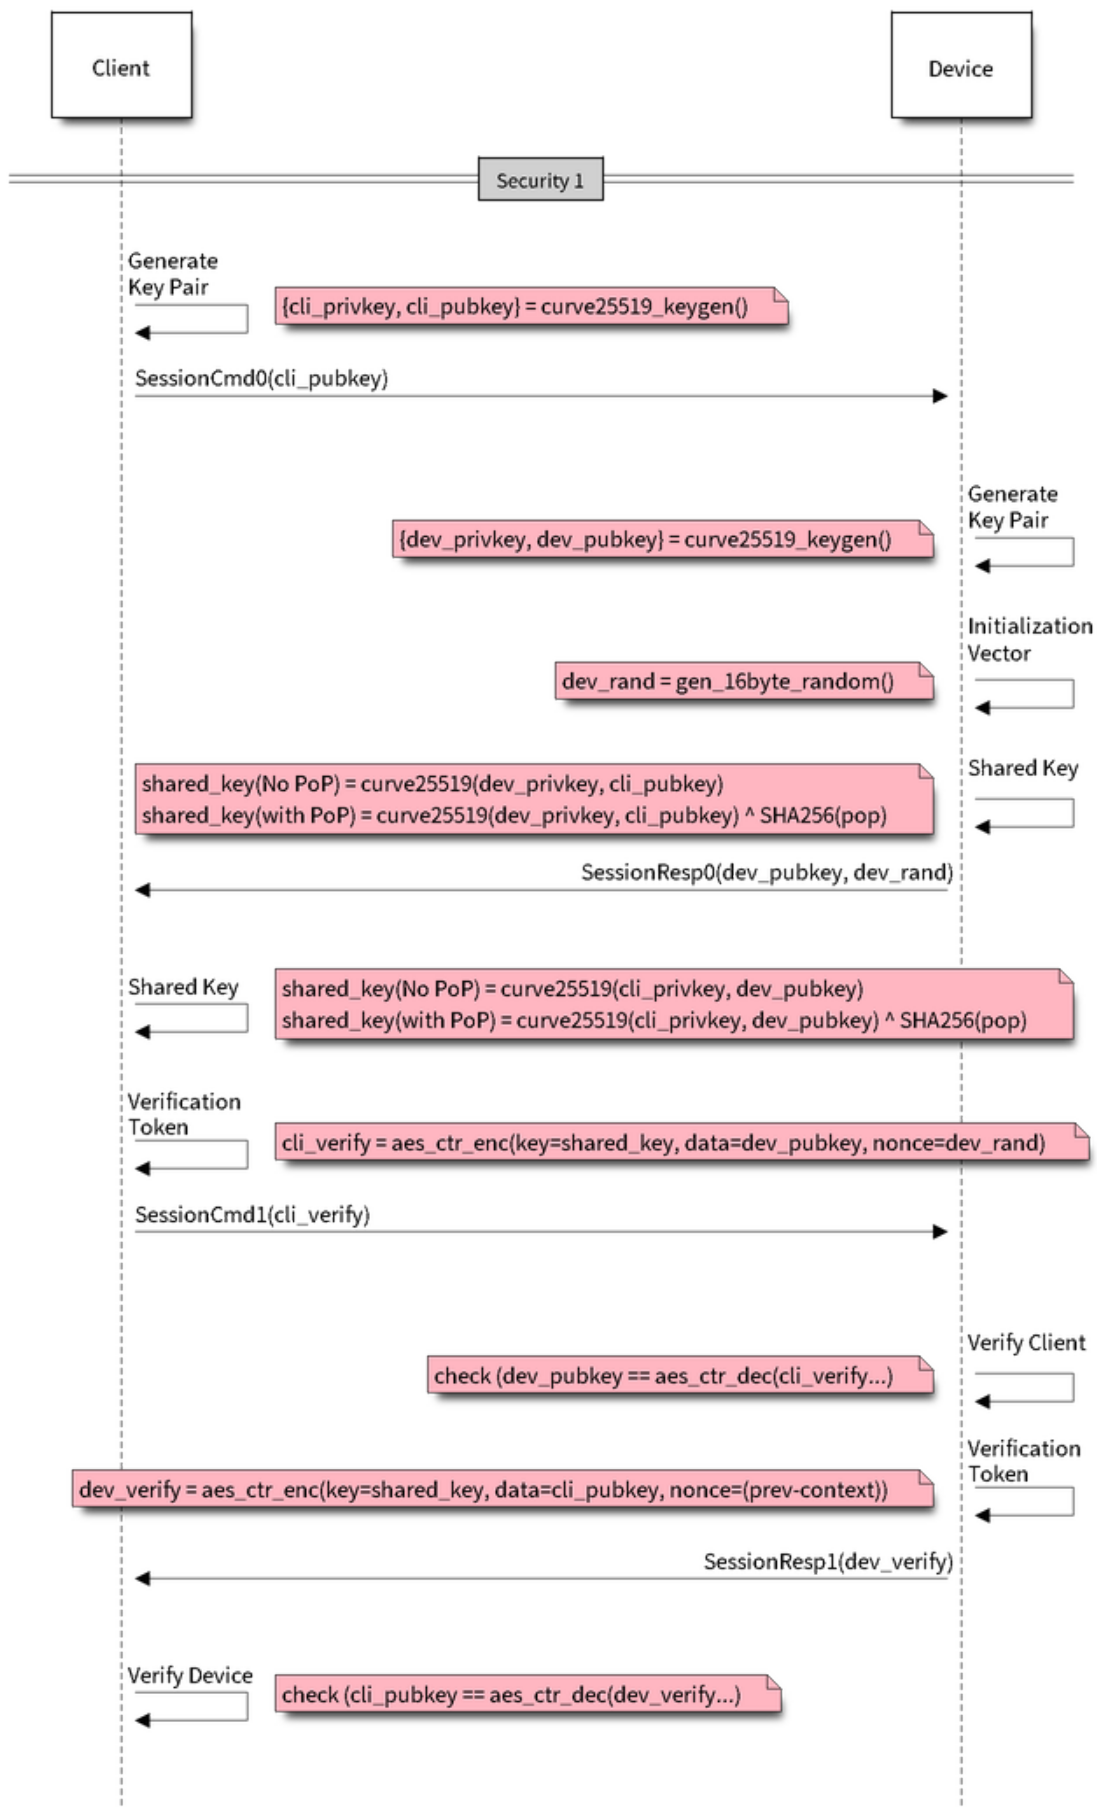 Client
Device
Security 1
Generate
Key Pair
{cli_privkey, cli_pubkey} = curve25519_keygen()
SessionCmd0(cli_pubkey)
Generate
Key Pair
{dev_privkey, dev_pubkey} = curve25519_keygen()
Initialization
Vector
dev_rand = gen_16byte_random()
Shared Key
shared_key(No PoP) = curve25519(dev_privkey, cli_pubkey)
shared_key(with PoP) = curve25519(dev_privkey, cli_pubkey) ^ SHA256(pop)
SessionResp0(dev_pubkey, dev_rand)
Shared Key
shared_key(No PoP) = curve25519(cli_privkey, dev_pubkey)
shared_key(with PoP) = curve25519(cli_privkey, dev_pubkey) ^ SHA256(pop)
Verification
Token
cli_verify = aes_ctr_enc(key=shared_key, data=dev_pubkey, nonce=dev_rand)
SessionCmd1(cli_verify)
Verify Client
check (dev_pubkey == aes_ctr_dec(cli_verify...)
Verification
Token
dev_verify = aes_ctr_enc(key=shared_key, data=cli_pubkey, nonce=(prev-context))
SessionResp1(dev_verify)
Verify Device
check (cli_pubkey == aes_ctr_dec(dev_verify...)